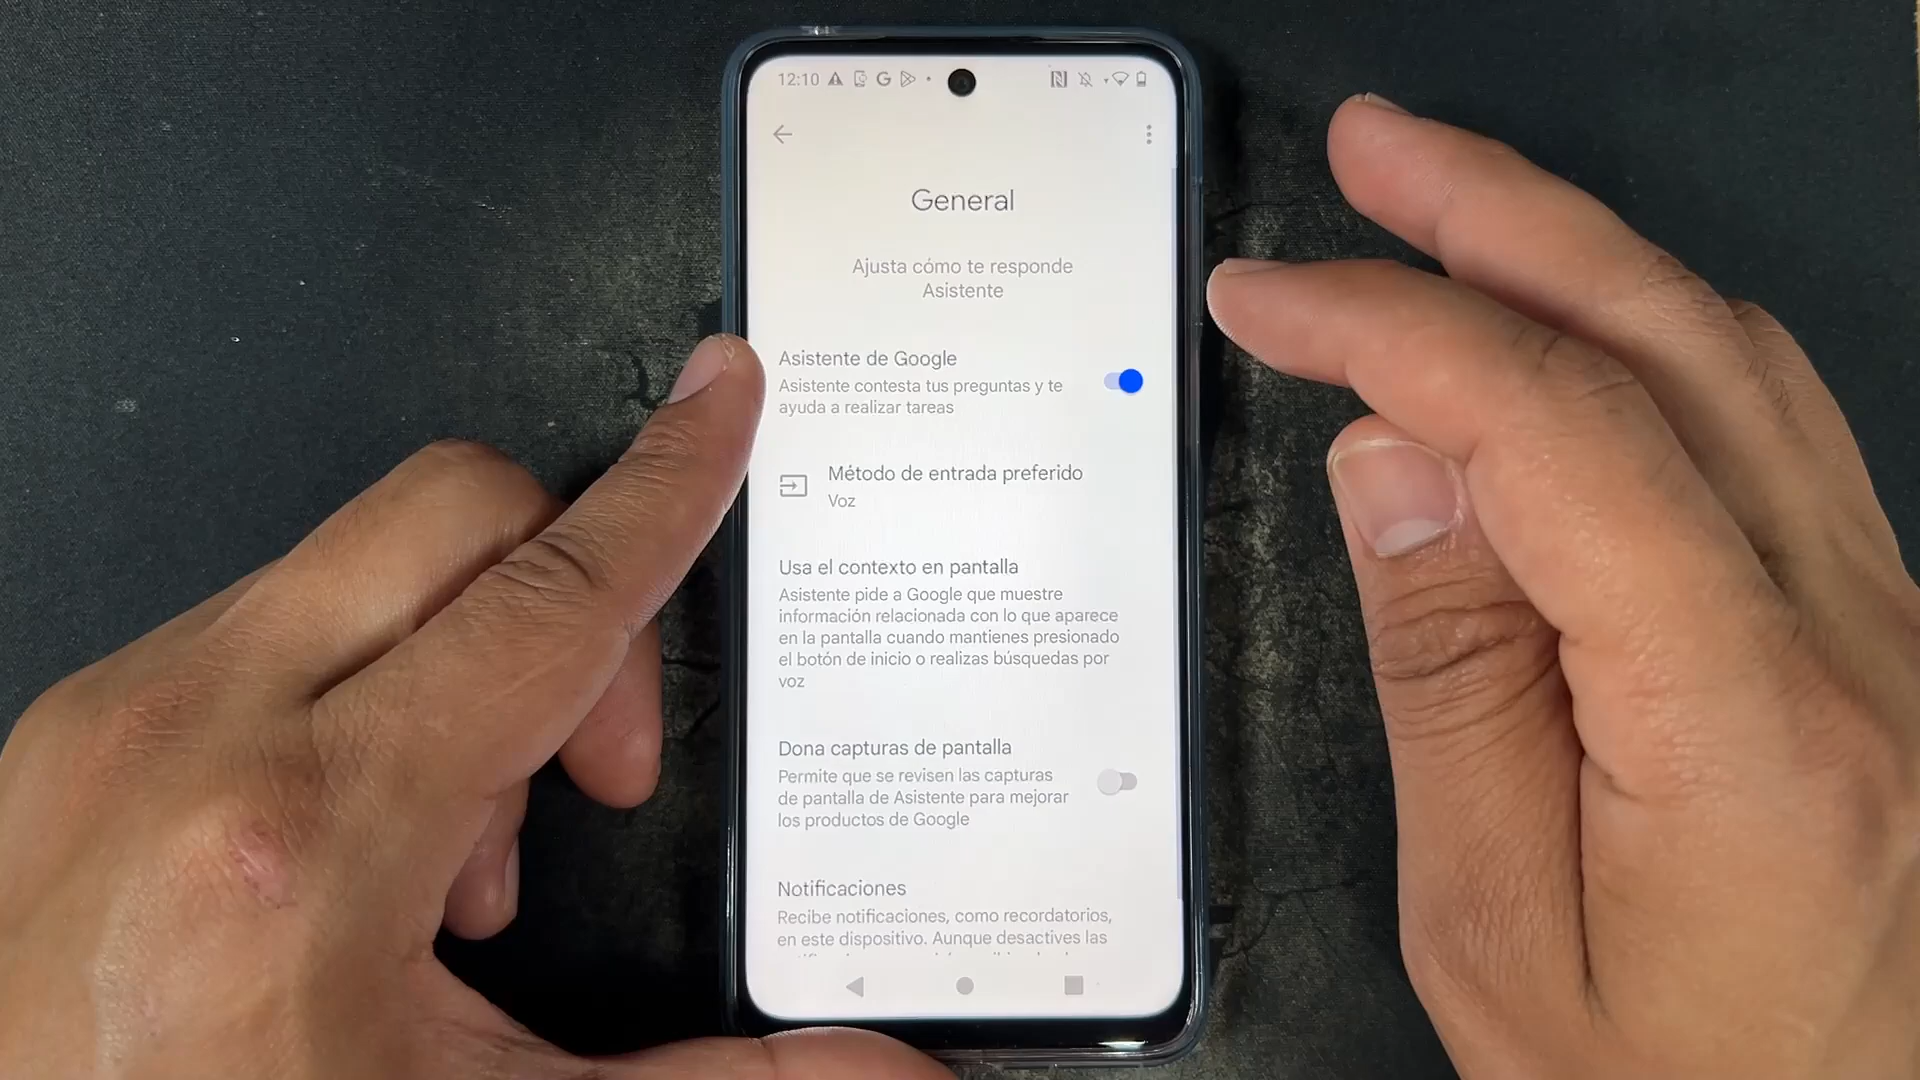 12:10
General
Ajusta cómo te responde
Asistente
Asistente de Google
Asistente contesta tus preguntas y te
ayuda a realizar tareas
Método de entrada preferido
Voz
Usa el contexto en pantalla
Asistente pide a Google que muestre
información relacionada con lo que aparece
en la pantalla cuando mantienes presionado
el botón de inicio o realizas búsquedas por
voz
Dona capturas de pantalla
Permite que se revisen las capturas
de pantalla de Asistente para mejorar
los productos de Google
Notificaciones
Recibe notificaciones, como recordatorios,
en este dispositivo. Aunque desactives las